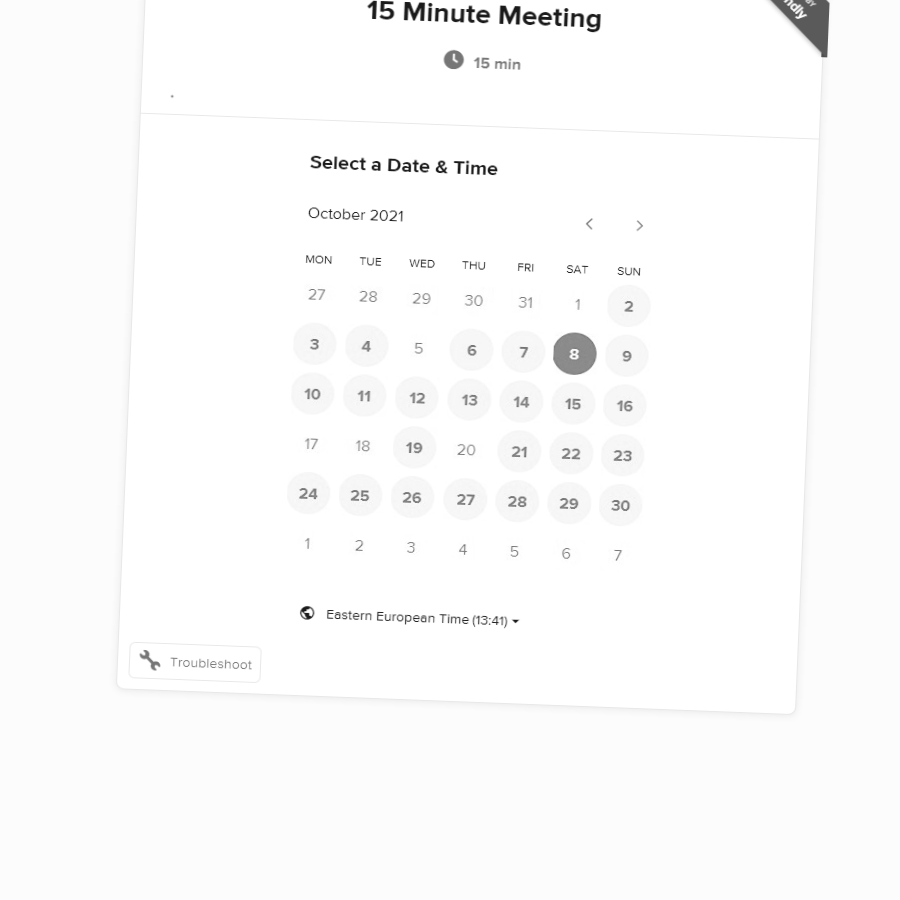 15 Minute Meeting
15 min
Select a Date & Time
October 2021
MON TUE WED THU FRI SAT SUN
27 28 29 30 31 1 2
3 4 5 6 7 8 9
10 11 12 13 14 15 16
17 18 19 20 21 22 23
24 25 26 27 28 29 30
1 2 3 4 5 6 7
Eastern European Time (13:41)
Troubleshoot